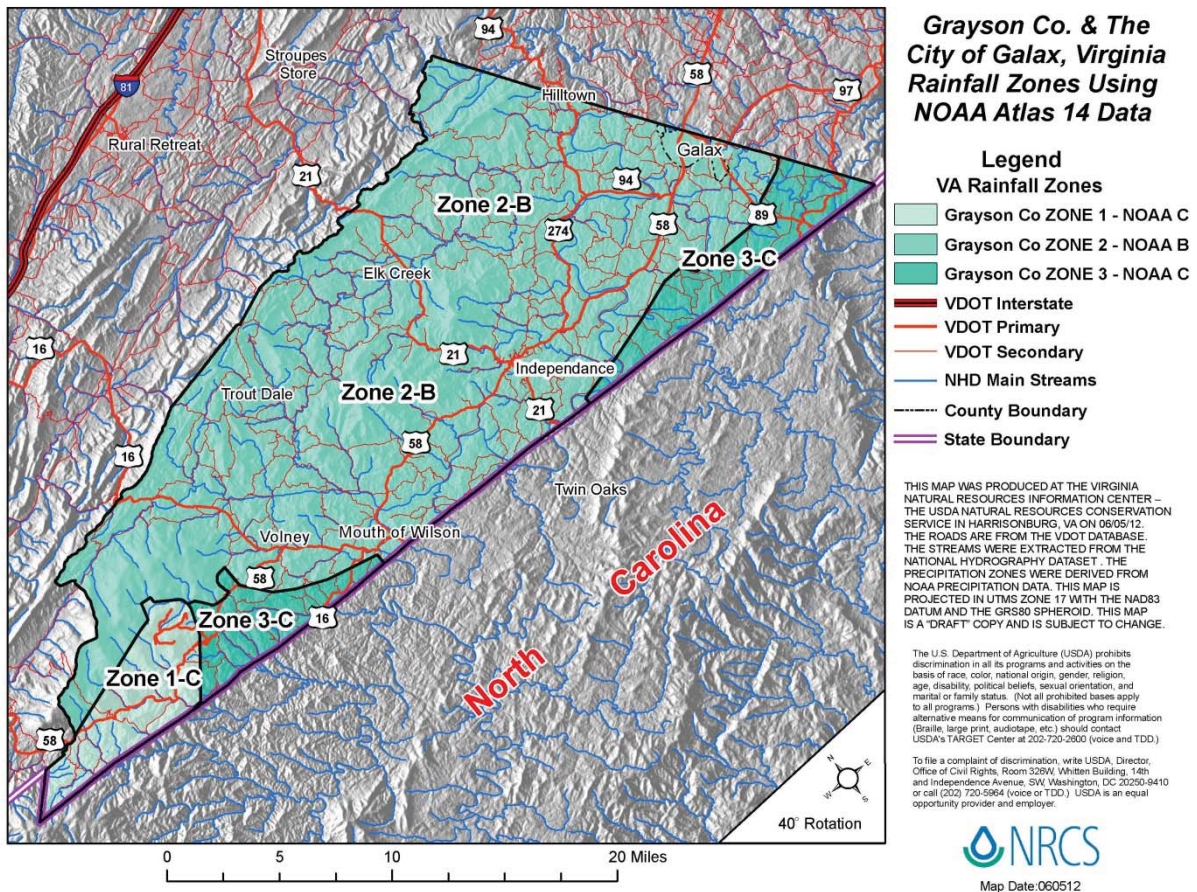 Grayson Co. & The
City of Galax, Virginia
Rainfall Zones Using
NOAA Atlas 14 Data
Legend
VA Rainfall Zones
Grayson Co ZONE 1 - NOAA C
Grayson Co ZONE 2 - NOAA B
Grayson Co ZONE 3 - NOAA C
VDOT Interstate
VDOT Primary
VDOT Secondary
NHD Main Streams
County Boundary
State Boundary
THIS MAP WAS PRODUCED AT THE VIRGINIA
NATURAL RESOURCES INFORMATION CENTER –
THE USDA NATURAL RESOURCES CONSERVATION
SERVICE IN HARRISONBURG, VA ON 06/05/12.
THE ROADS ARE FROM THE VDOT DATABASE.
THE STREAMS WERE EXTRACTED FROM THE
NATIONAL HYDROGRAPHY DATASET . THE
PRECIPITATION ZONES WERE DERIVED FROM
NOAA PRECIPITATION DATA. THIS MAP IS
PROJECTED IN UTMS ZONE 17 WITH THE NAD83
DATUM AND THE GRS80 SPHEROID. THIS MAP
IS A "DRAFT" COPY AND IS SUBJECT TO CHANGE.
The U.S. Department of Agriculture (USDA) prohibits
discrimination in all its programs and activities on the
basis of race, color, national origin, gender, religion,
age, disability, political beliefs, sexual orientation, and
marital or family status. (Not all prohibited bases apply
to all programs.) Persons with disabilities who require
alternative means for communication of program information
(Braille, large print, audiotape, etc.) should contact
USDA's TARGET Center at 202-720-2600 (voice and TDD.)
To file a complaint of discrimination, write USDA, Director,
Office of Civil Rights, Room 326W, Whitten Building, 14th
and Independence Avenue, SW, Washington, DC 20250-9410
or call (202) 720-5964 (voice or TDD.) USDA is an equal
opportunity provider and employer.
NRCS
Map Date:060512
94
Stroupes
Store
58
81
97
Hilltown
Rural Retreat
Galax
21
94
Zone 2-B
89
274
58
Zone 3-C
Elk Creek
16
21
Independance
Trout Dale
Zone 2-B
21
58
16
Twin Oaks
Mouth of Wilson
Volney
Carolina
58
Zone 3-C
16
North
Zone 1-C
58
N
E
W
S
40° Rotation
0 5 10 20 Miles